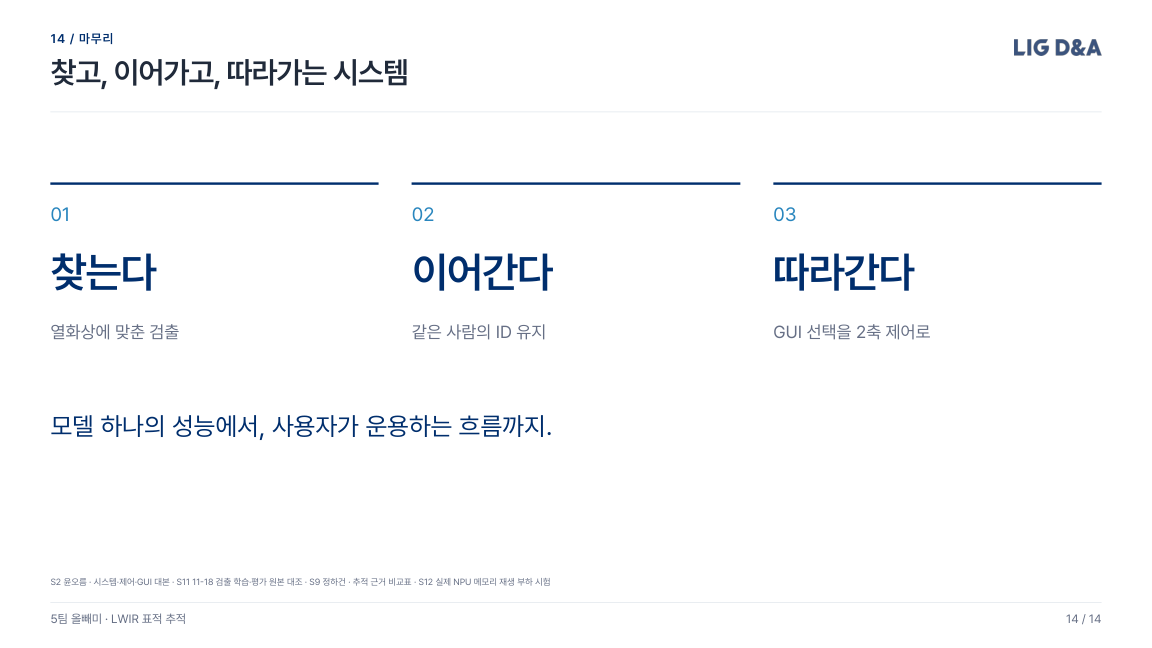 14 / 마무리
LIG D&A
찾고, 이어가고, 따라가는 시스템
01
찾는다
열화상에 맞춘 검출
02
이어간다
같은 사람의 ID 유지
03
따라간다
GUI 선택을 2축 제어로
모델 하나의 성능에서, 사용자가 운용하는 흐름까지.
S2 윤오름 · 시스템·제어·GUI 대본 · S11 11-18 검출 학습·평가 원본 대조 · S9 정하건 · 추적 근거 비교표 · S12 실제 NPU 메모리 재생 부하 시험
5팀 올빼미 · LWIR 표적 추적
14 / 14